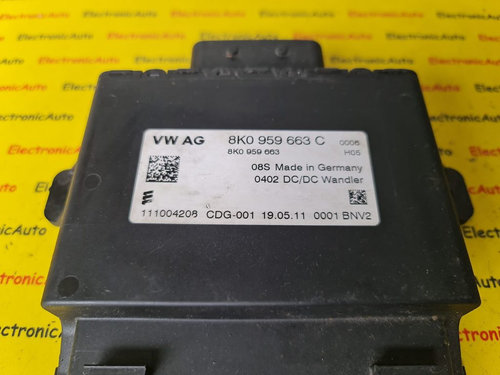 VW AG 8K0 959 663 C 0006
8K0 959 663 H05
08S Made in Germany
0402 DC/DC Wandler
111004208 CDG-001 19.05.11 0001 BNV2
ElectronicAuto